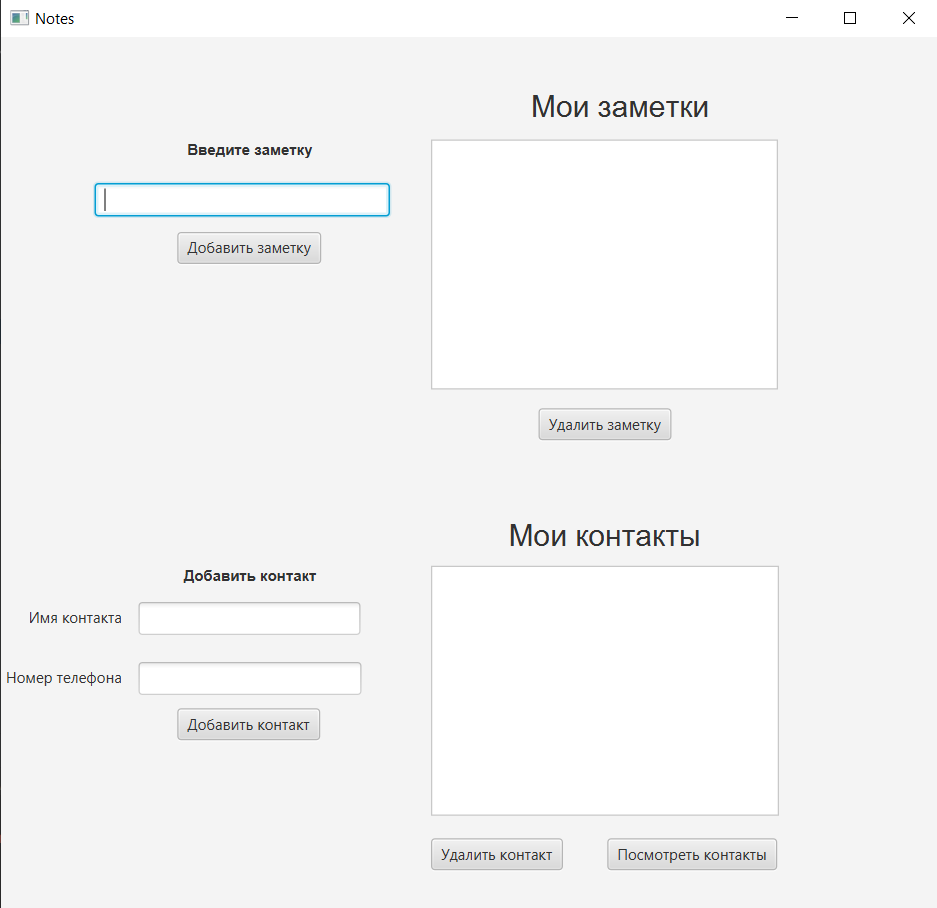 Notes
Мои заметки
Введите заметку
Добавить заметку
Удалить заметку
Мои контакты
Добавить контакт
Имя контакта
Номер телефона
Добавить контакт
Удалить контакт
Посмотреть контакты